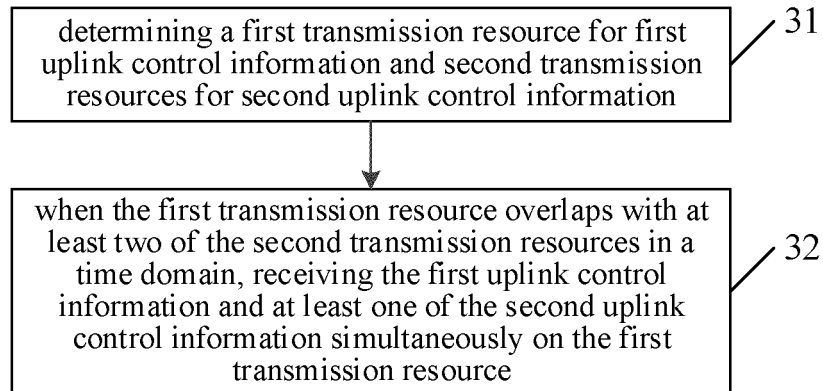 determining a first transmission resource for first
uplink control information and second transmission
resources for second uplink control information
31
when the first transmission resource overlaps with at
least two of the second transmission resources in a
time domain, receiving the first uplink control
information and at least one of the second uplink
control information simultaneously on the first
transmission resource
32